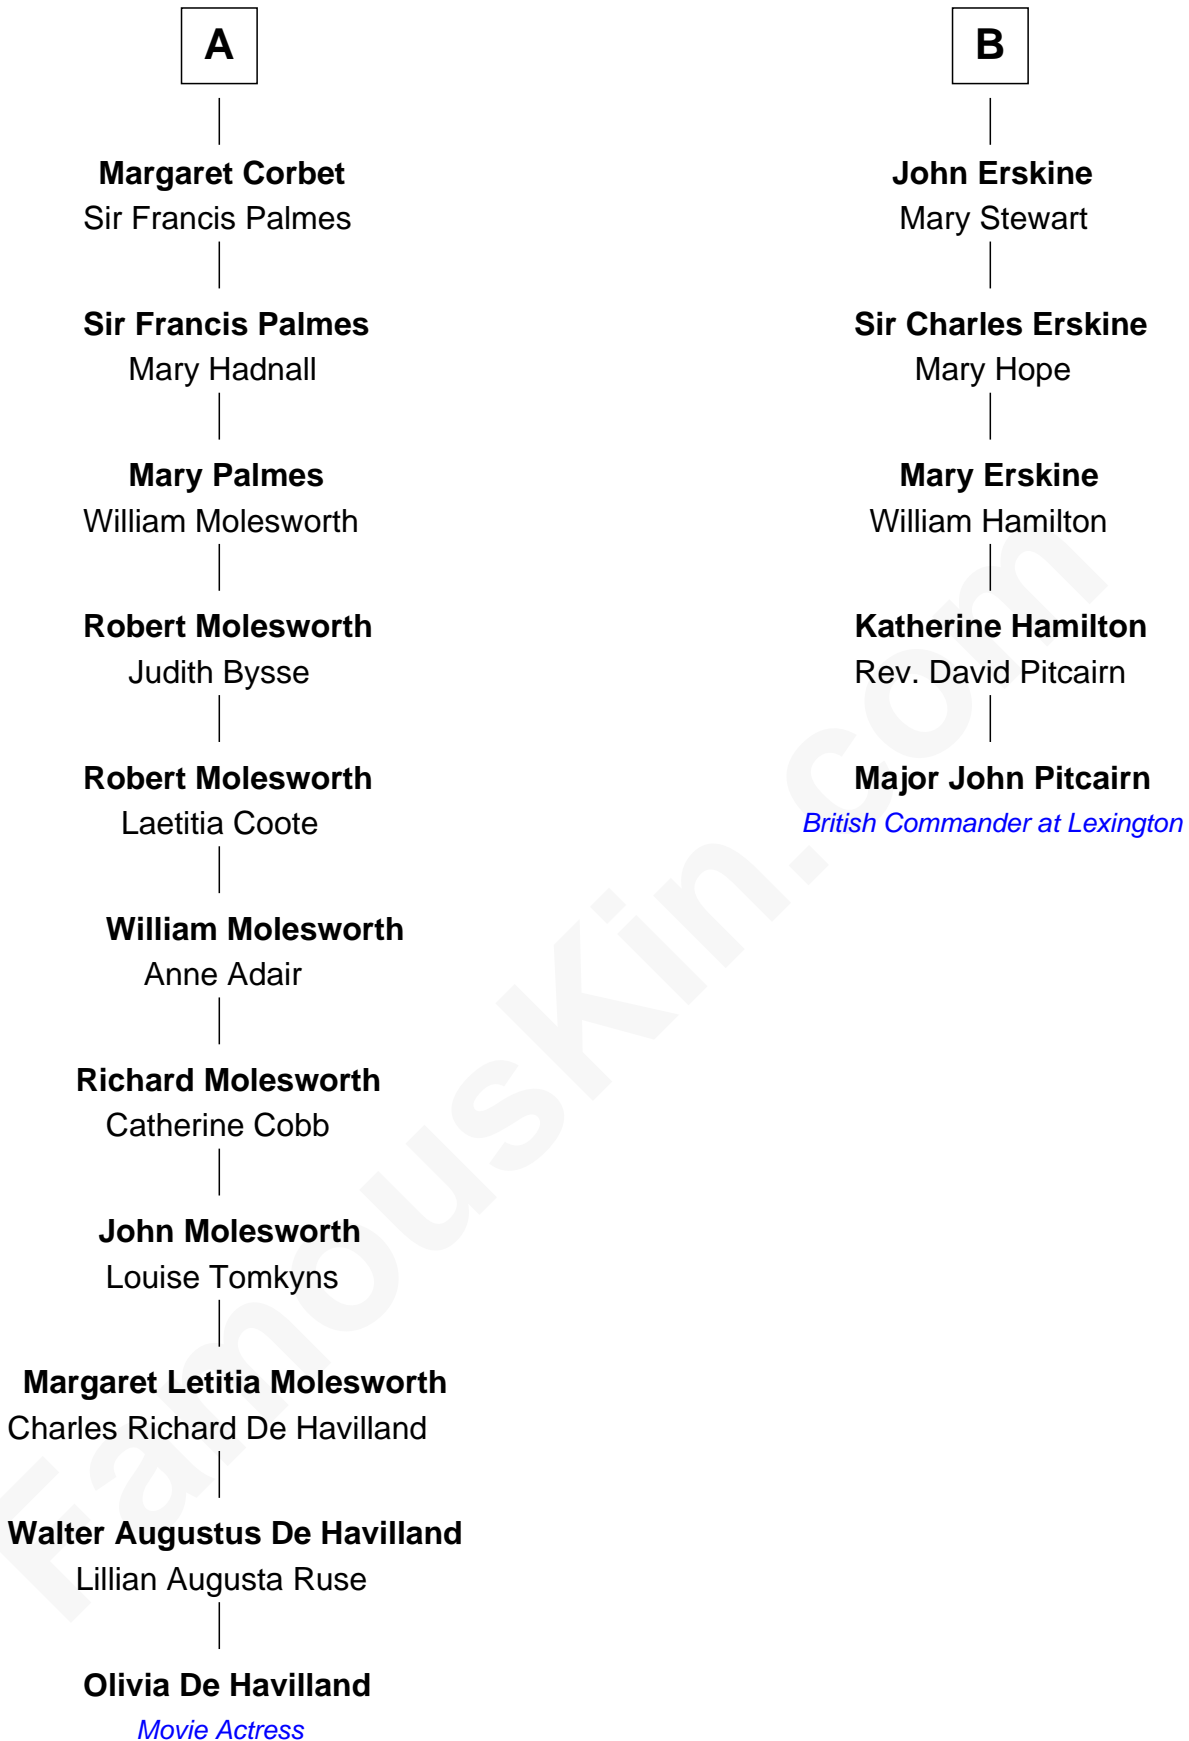 A
Margaret Corbet
Sir Francis Palmes
Sir Francis Palmes
Mary Hadnall
Mary Palmes
William Molesworth
Robert Molesworth
Judith Bysse
Robert Molesworth
Laetitia Coote
William Molesworth
Anne Adair
Richard Molesworth
Catherine Cobb
John Molesworth
Louise Tomkyns
Margaret Letitia Molesworth
Charles Richard De Havilland
Walter Augustus De Havilland
Lillian Augusta Ruse
Olivia De Havilland
Movie Actress
B
John Erskine
Mary Stewart
Sir Charles Erskine
Mary Hope
Mary Erskine
William Hamilton
Katherine Hamilton
Rev. David Pitcairn
Major John Pitcairn
British Commander at Lexington
FamousKin.com